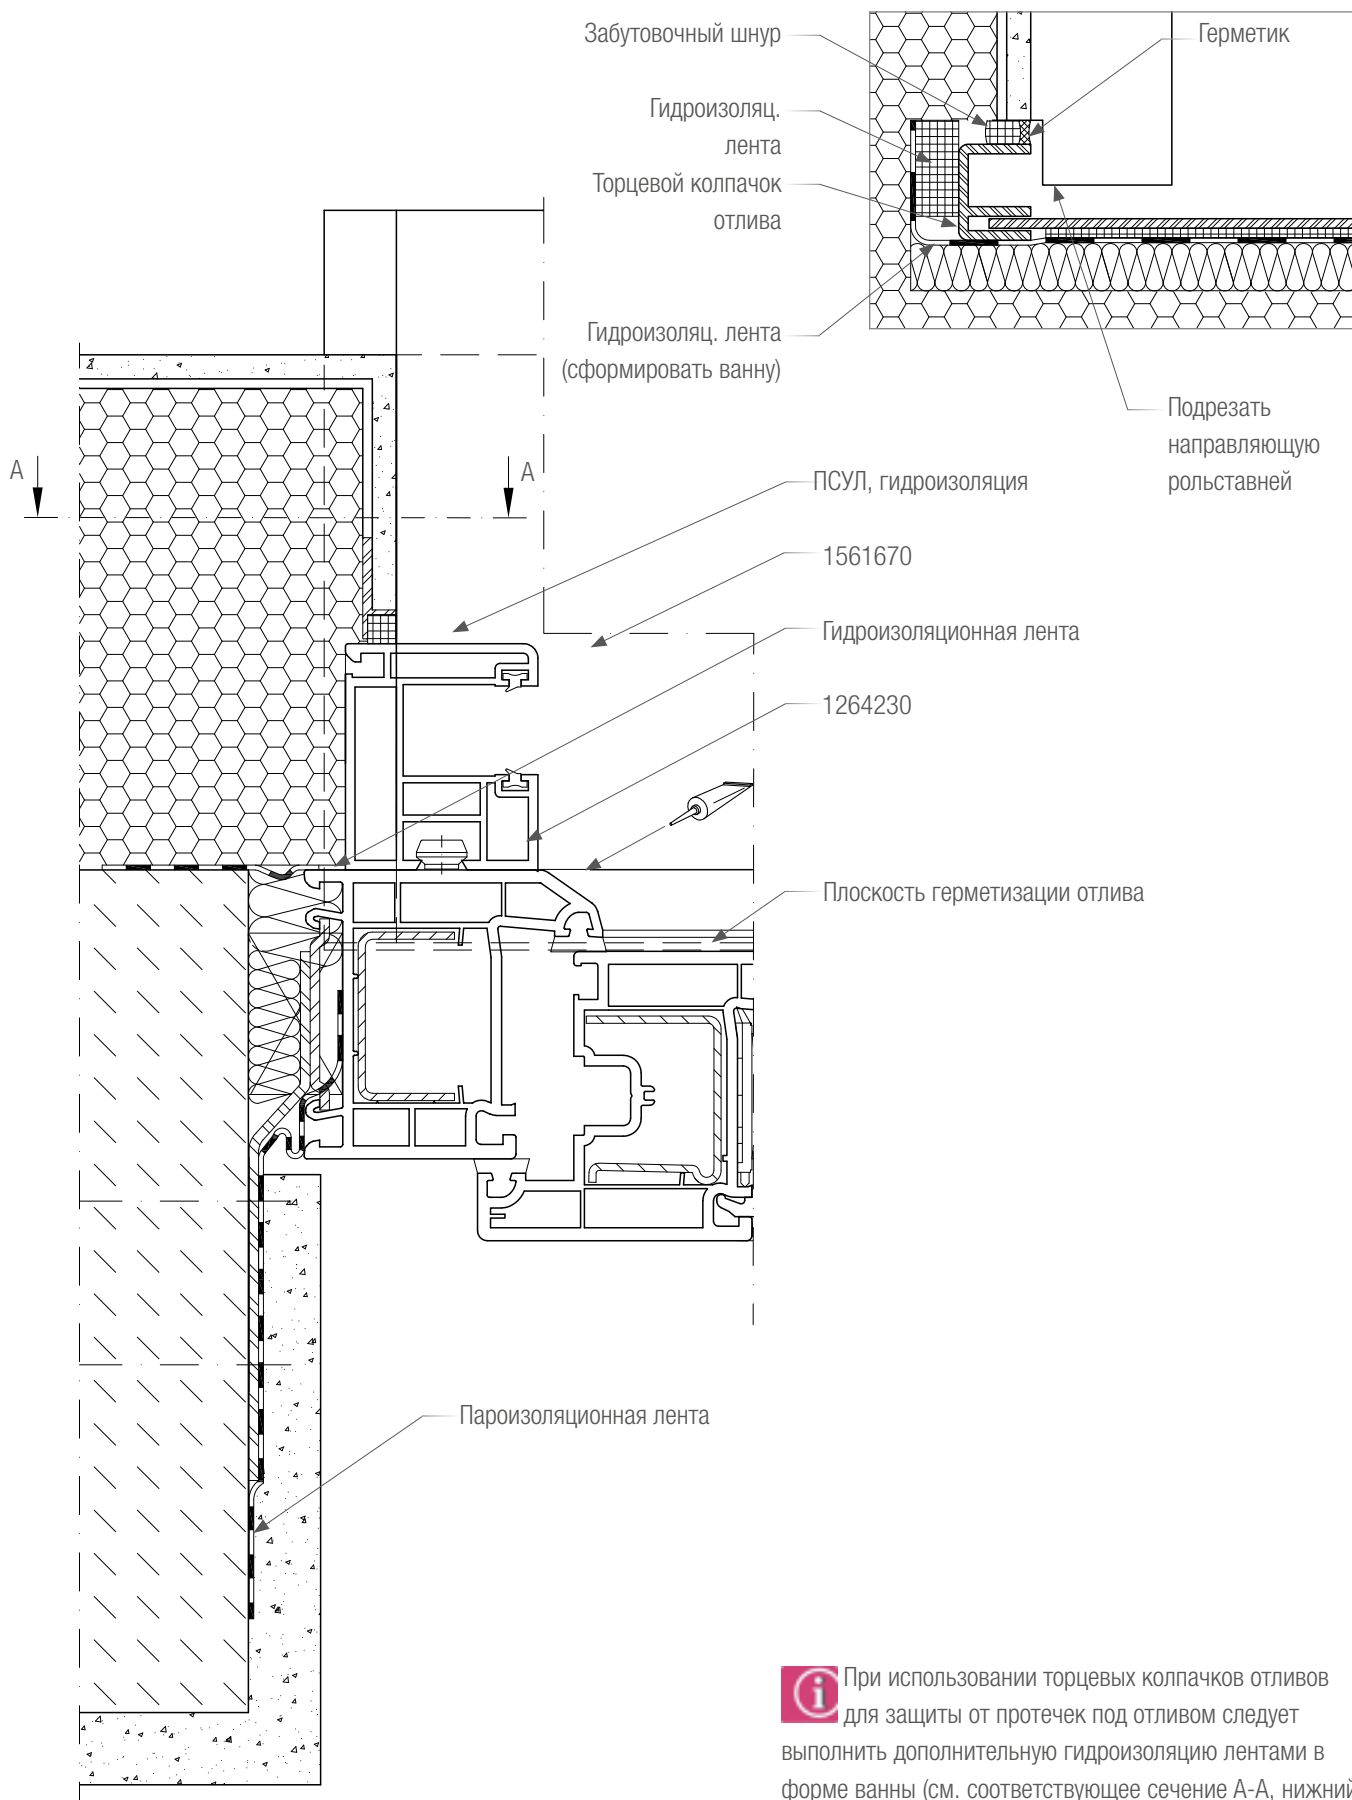 Забутовочный шнур
Герметик
Гидроизоляц.
лента
Торцевой колпачок
отлива
Гидроизоляц. лента
(сформировать ванну)
Подрезать
направляющую
рольставней
A
A
ПСУЛ, гидроизоляция
1561670
Гидроизоляционная лента
1264230
Плоскость герметизации отлива
Пароизоляционная лента
При использовании торцевых колпачков отливов
для защиты от протечек под отливом следует
выполнить дополнительную гидроизоляцию лентами в
форме ванны (см. соответствующее сечение А-А, нижний